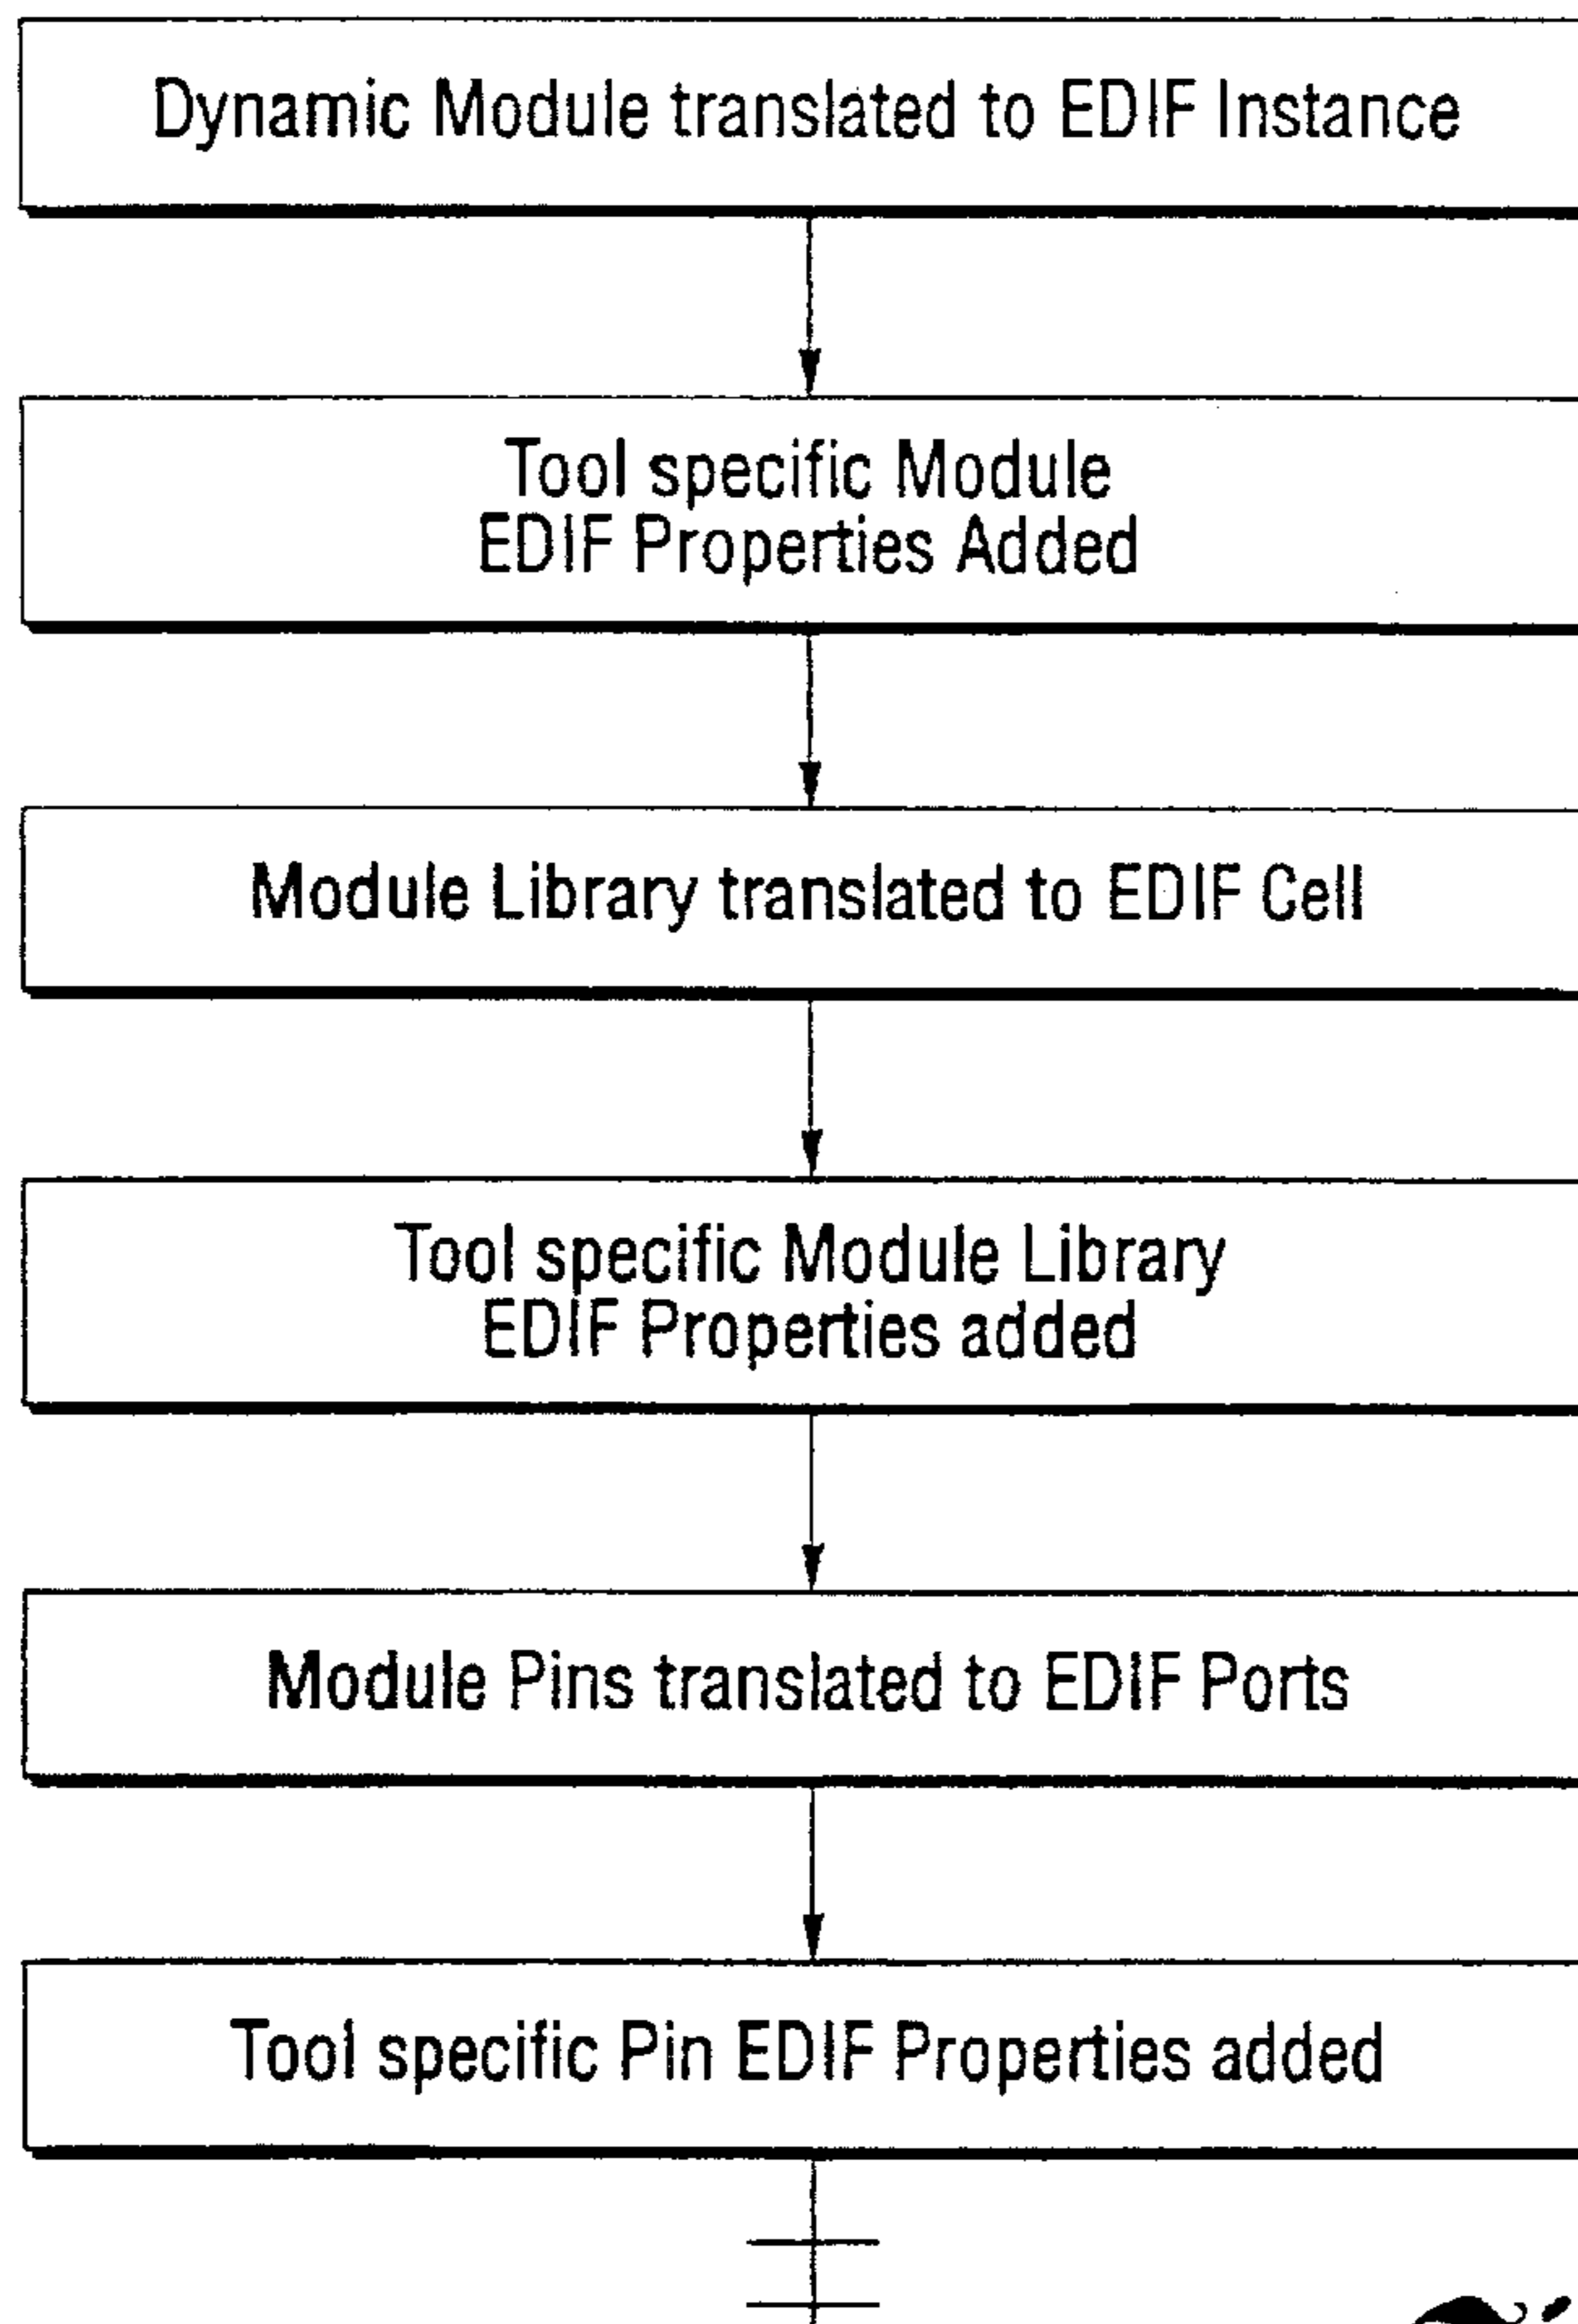 Dynamic Module translated to EDIF Instance
Tool specific Module
EDIF Properties Added
Module Library translated to EDIF Cell
Tool specific Module Library
EDIF Properties added
Module Pins translated to EDIF Ports
Tool specific Pin EDIF Properties added